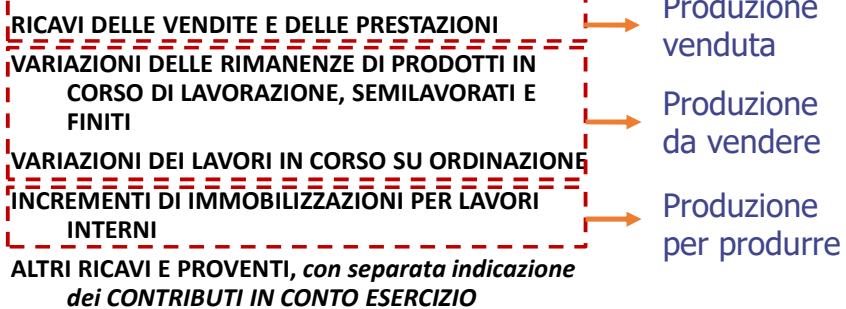 Produzione
venduta
RICAVI DELLE VENDITE E DELLE PRESTAZIONI
VARIAZIONI DELLE RIMANENZE DI PRODOTTI IN
CORSO DI LAVORAZIONE, SEMILAVORATI E
FINITI
Produzione
da vendere
VARIAZIONI DEI LAVORI IN CORSO SU ORDINAZIONE
INCREMENTI DI IMMOBILIZZAZIONI PER LAVORI
INTERNI
Produzione
per produrre
ALTRI RICAVI E PROVENTI, con separata indicazione
dei CONTRIBUTI IN CONTO ESERCIZIO